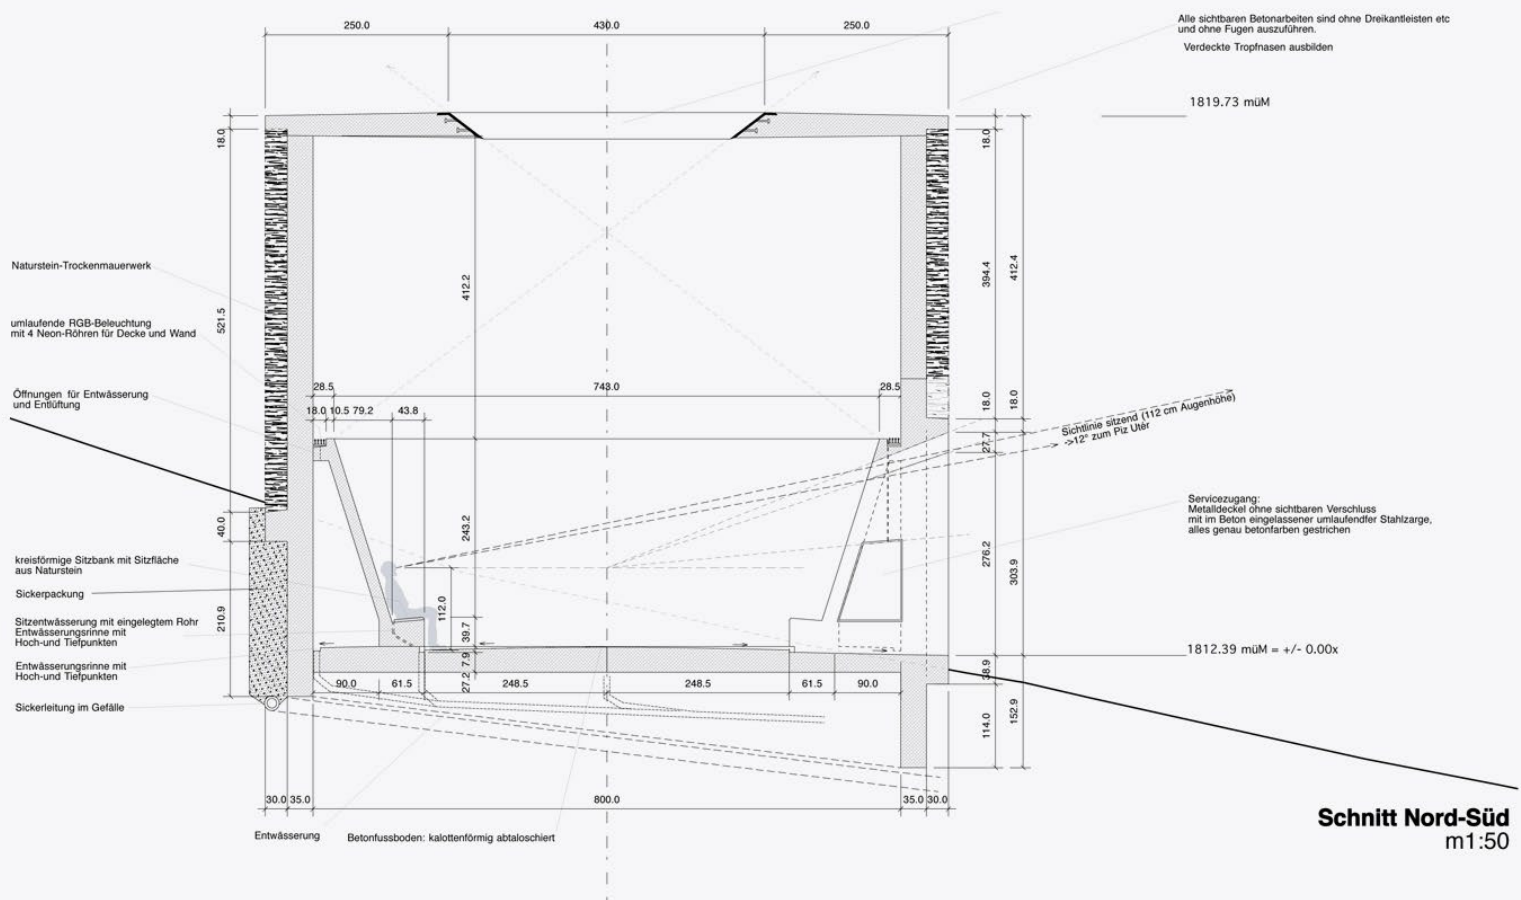 250.0
430.0
250.0
Alle sichtbaren Betonarbeiten sind ohne Dreikantleisten etc
und ohne Fugen auszuführen.
Verdeckte Tropfnasen ausbilden
1819.73 müM
18.0
18.0
Naturstein-Trockenmauerwerk
412.2
394.4
412.4
umlaufende RGB-Beleuchtung
mit 4 Neon-Röhren für Decke und Wand
521.5
28.5
743.0
28.5
Öffnungen für Entwässerung
und Entlüftung
18.0
10.5
79.2
43.8
18.0
18.0
Sichtlinie sitzend (112 cm Augenhöhe)
->12° zum Piz Utèr
27.7
Servicezugang:
Metalldeckel ohne sichtbaren Verschluss
mit im Beton eingelassener umlaufendfer Stahlzarge,
alles genau betonfarben gestrichen
40.0
243.2
276.2
303.9
kreisförmige Sitzbank mit Sitzfläche
aus Naturstein
Sickerpackung
112.0
210.9
Sitzentwässerung mit eingelegtem Rohr
Entwässerungsrinne mit
Hoch-und Tiefpunkten
39.7
1812.39 müM = +/- 0.00x
Entwässerungsrinne mit
Hoch-und Tiefpunkten
7.9
38.9
27.2
90.0
61.5
248.5
248.5
61.5
90.0
Sickerleitung im Gefälle
114.0
152.9
30.0
35.0
800.0
35.0
30.0
Entwässerung
Betonfussboden: kalottenförmig abtaloschiert
Schnitt Nord-Süd
m1:50